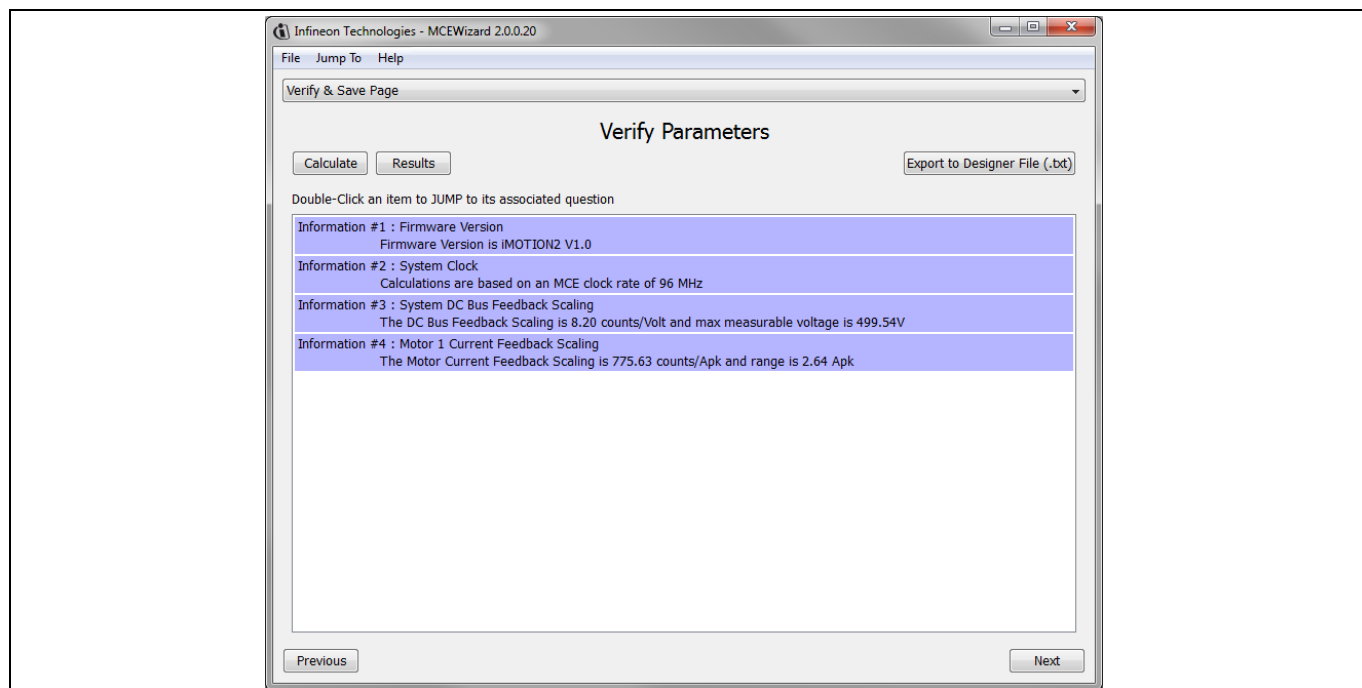 Infineon Technologies - MCEWizard 2.0.0.20
File Jump To Help
Verify & Save Page
Verify Parameters
Calculate Results Export to Designer File (.txt)
Double-Click an item to JUMP to its associated question
Information #1 : Firmware Version
Firmware Version is iMOTION2 V1.0
Information #2 : System Clock
Calculations are based on an MCE clock rate of 96 MHz
Information #3 : System DC Bus Feedback Scaling
The DC Bus Feedback Scaling is 8.20 counts/Volt and max measurable voltage is 499.54V
Information #4 : Motor 1 Current Feedback Scaling
The Motor Current Feedback Scaling is 775.63 counts/Apk and range is 2.64 Apk
Previous Next